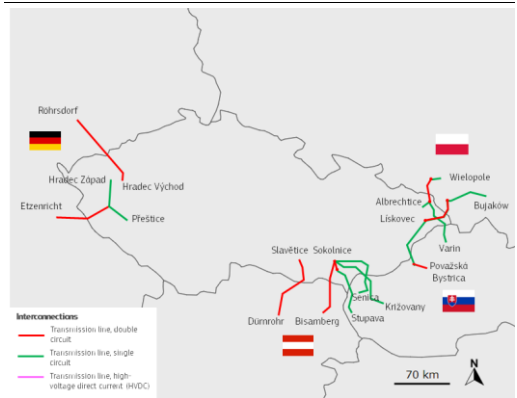 Röhrsdorf
Hradec Západ
Hradec Východ
Etzenricht
Přeštice
Wielopole
Albrechtice
Bujaków
Lískovec
Varín
Slavětice Sokolnice
Považská
Bystrica
Senica
Križovany
Dürnrohr
Bisamberg
Stupava
Interconnections
Transmission line, double
circuit
Transmission line, single
circuit
Transmission line, high-
voltage direct current (HVDC)
70 km
N